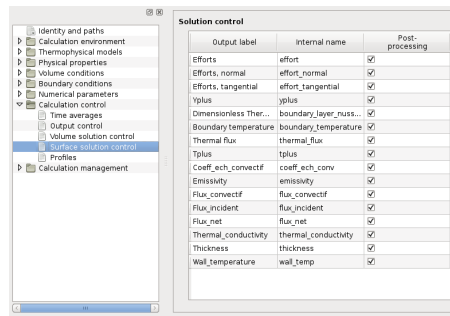 Identity and paths
Calculation environment
Thermophysical models
Physical properties
Volume conditions
Boundary conditions
Numerical parameters
Calculation control
Time averages
Output control
Volume solution control
Surface solution control
Profiles
Calculation management
Solution control
Output label Internal name Post-processing
Efforts effort
Efforts, normal effort_normal
Efforts, tangential effort_tangential
Yplus yplus
Dimensionless Ther... boundary_layer_nuss...
Boundary temperature boundary_temperature
Thermal flux thermal_flux
Tplus tplus
Coeff_ech_convectif coeff_ech_conv
Emissivity emissivity
Flux_convectif flux_convectif
Flux_incident flux_incident
Flux_net flux_net
Thermal_conductivity thermal_conductivity
Thickness thickness
Wall_temperature wall_temp